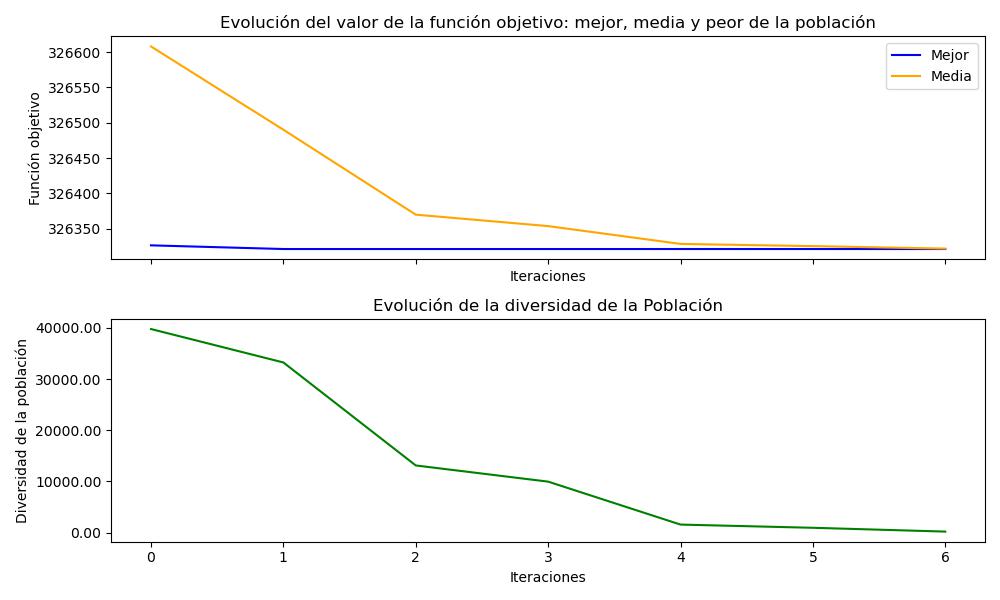 Evolución del valor de la función objetivo: mejor, media y peor de la población
326600
326550
326500
326450
326400
326350
Función objetivo
Mejor
Media
Iteraciones
Evolución de la diversidad de la Población
40000.00
30000.00
20000.00
10000.00
0.00
Diversidad de la población
0 1 2 3 4 5 6
Iteraciones